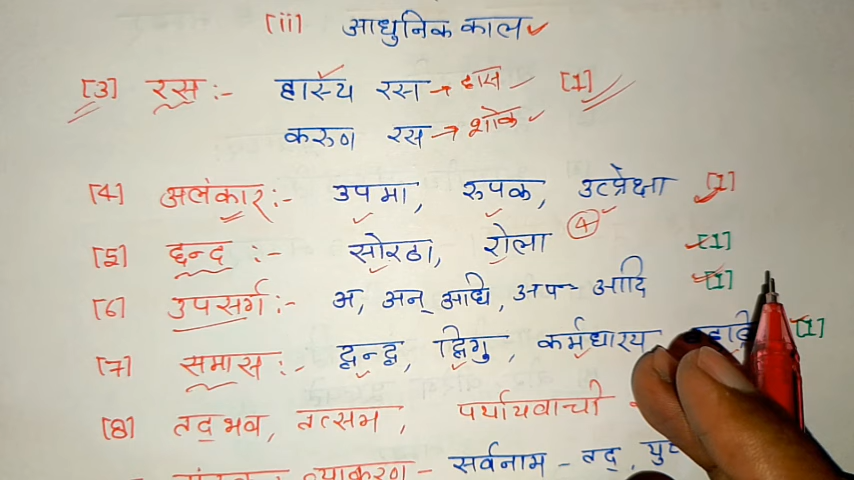 [iii] आधुनिक काल
[3] रस :- हास्य रस → हास [1]
करुण रस → शोक
[4] अलंकार :- उपमा, रुपक, उत्प्रेक्षा [1]
[5] छन्द :- सोरठा, रोला (4) [1]
[6] उपसर्ग :- अ, अन् अधि, अप - आदि [1]
[7] समास :- द्वन्द्व, द्विगु, कर्मधारय [1]
[8] तद् भव, तत्सम, पर्यायवाची
व्याकरण - सर्वनाम - तद्,